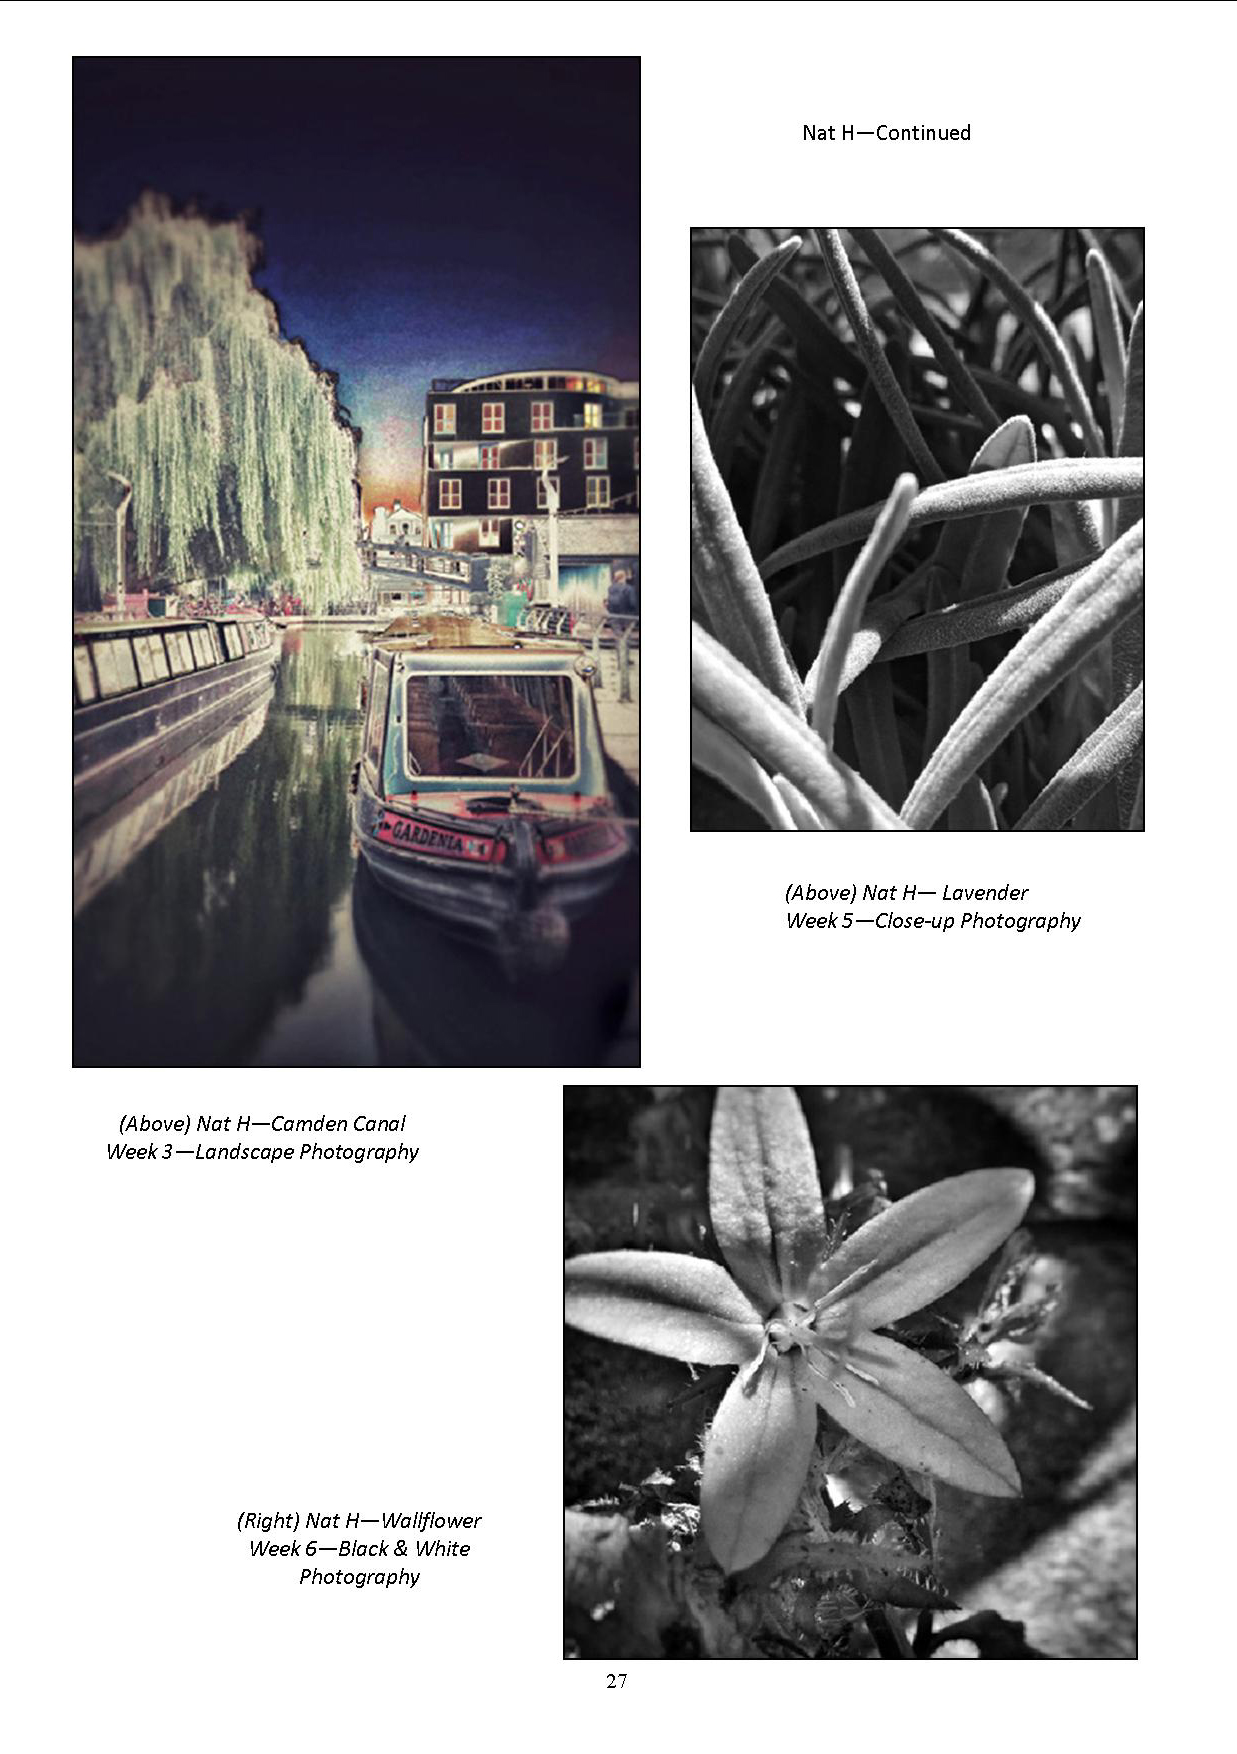 Nat H—Continued
GARDENIA
(Above) Nat H— Lavender
Week 5—Close-up Photography
(Above) Nat H—Camden Canal
Week 3—Landscape Photography
(Right) Nat H—Wallflower
Week 6—Black & White
Photography
27